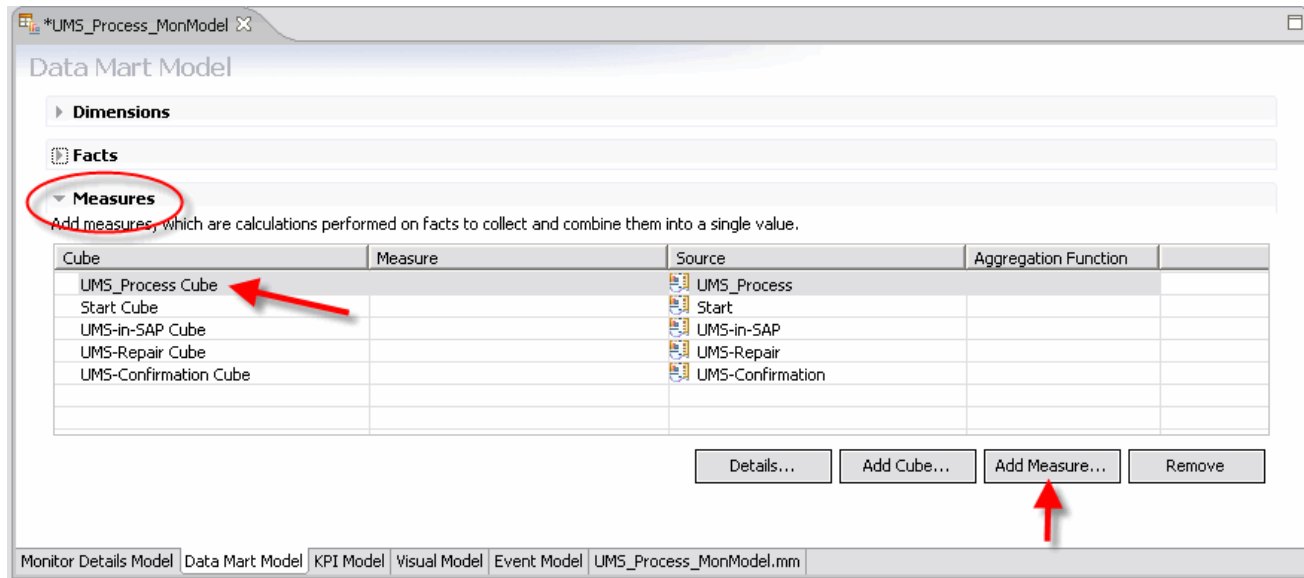 *UMS_Process_MonModel
Data Mart Model
Dimensions
Facts
Measures
Add measures, which are calculations performed on facts to collect and combine them into a single value.
Cube Measure Source Aggregation Function
UMS_Process Cube UMS_Process
Start Cube Start
UMS-in-SAP Cube UMS-in-SAP
UMS-Repair Cube UMS-Repair
UMS-Confirmation Cube UMS-Confirmation
Details... Add Cube... Add Measure... Remove
Monitor Details Model Data Mart Model KPI Model Visual Model Event Model UMS_Process_MonModel.mm